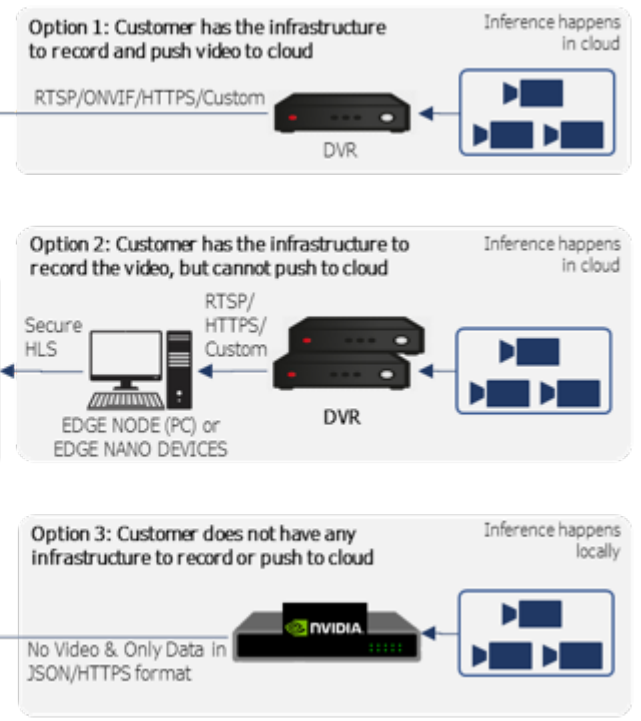 Option 1: Customer has the infrastructure
to record and push video to cloud
Inference happens
in cloud
RTSP/ONVIF/HTTPS/Custom
DVR
Option 2: Customer has the infrastructure to
record the video, but cannot push to cloud
Inference happens
in cloud
Secure
HLS
RTSP/
HTTPS/
Custom
EDGE NODE (PC) or
EDGE NANO DEVICES
DVR
Option 3: Customer does not have any
infrastructure to record or push to cloud
Inference happens
locally
NVIDIA
No Video & Only Data in
JSON/HTTPS format